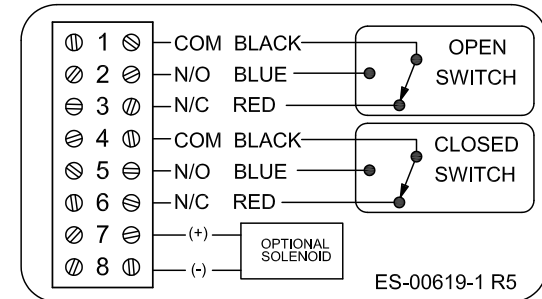 1 COM BLACK
2 N/O BLUE
3 N/C RED
OPEN
SWITCH
4 COM BLACK
5 N/O BLUE
6 N/C RED
CLOSED
SWITCH
7 (+)
8 (-)
OPTIONAL
SOLENOID
ES-00619-1 R5